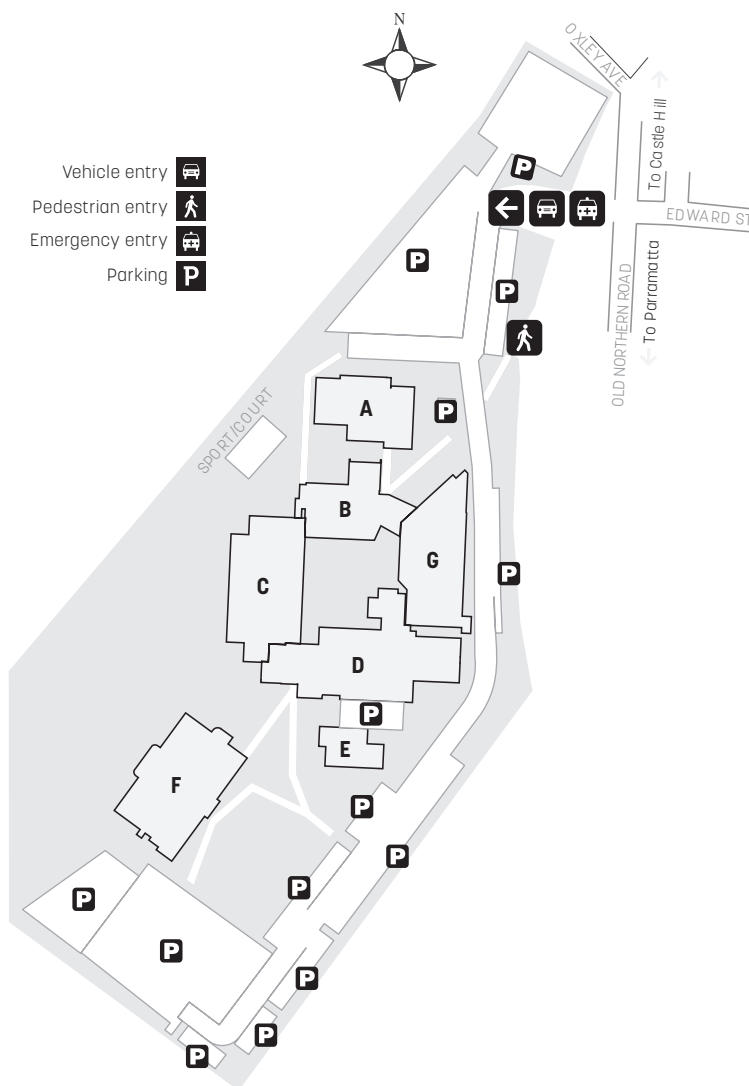 N
OXLEY AVE
To Castle Hill
Vehicle entry
Pedestrian entry
Emergency entry
Parking P
P
EDWARD ST
P
P
To Parramatta
OLD NORTHERN ROAD
SPORT/COURT
A
P
B
G
C
P
D
P
E
F
P
P
P
P
P
P
P
P